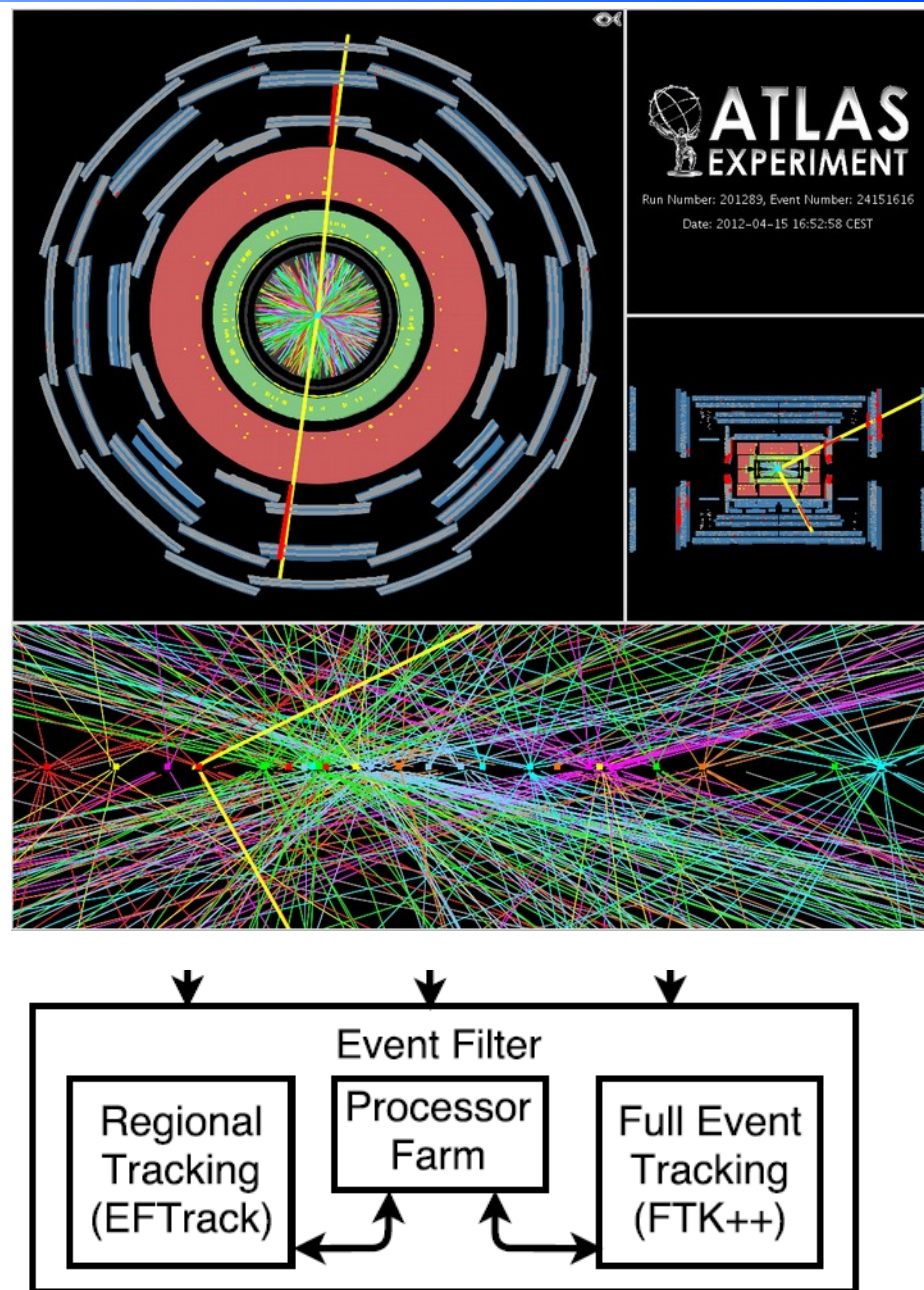 ATLAS
EXPERIMENT
Run Number: 201289, Event Number: 24151616
Date: 2012-04-15 16:52:58 CEST
Event Filter
Regional
Tracking
(EFTrack)
Processor
Farm
Full Event
Tracking
(FTK++)